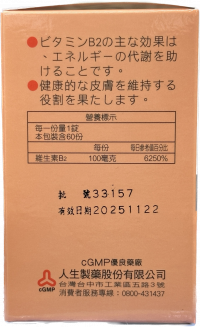 ●ビタミンB2の主な効果は
、エネルギーの代謝を助
けることです。
●健康的な皮膚を維持する
役割を果たします。
營養標示
每一份量1錠
本包裝含60份
每份 每日參考值百分比
維生素B2 100毫克 6250%
批 號33157
有效日期20251122
cGMP優良藥廠
人生製藥股份有限公司
台灣台中市工業區五路3號
消費者服務專線:0800-431437
cGMP